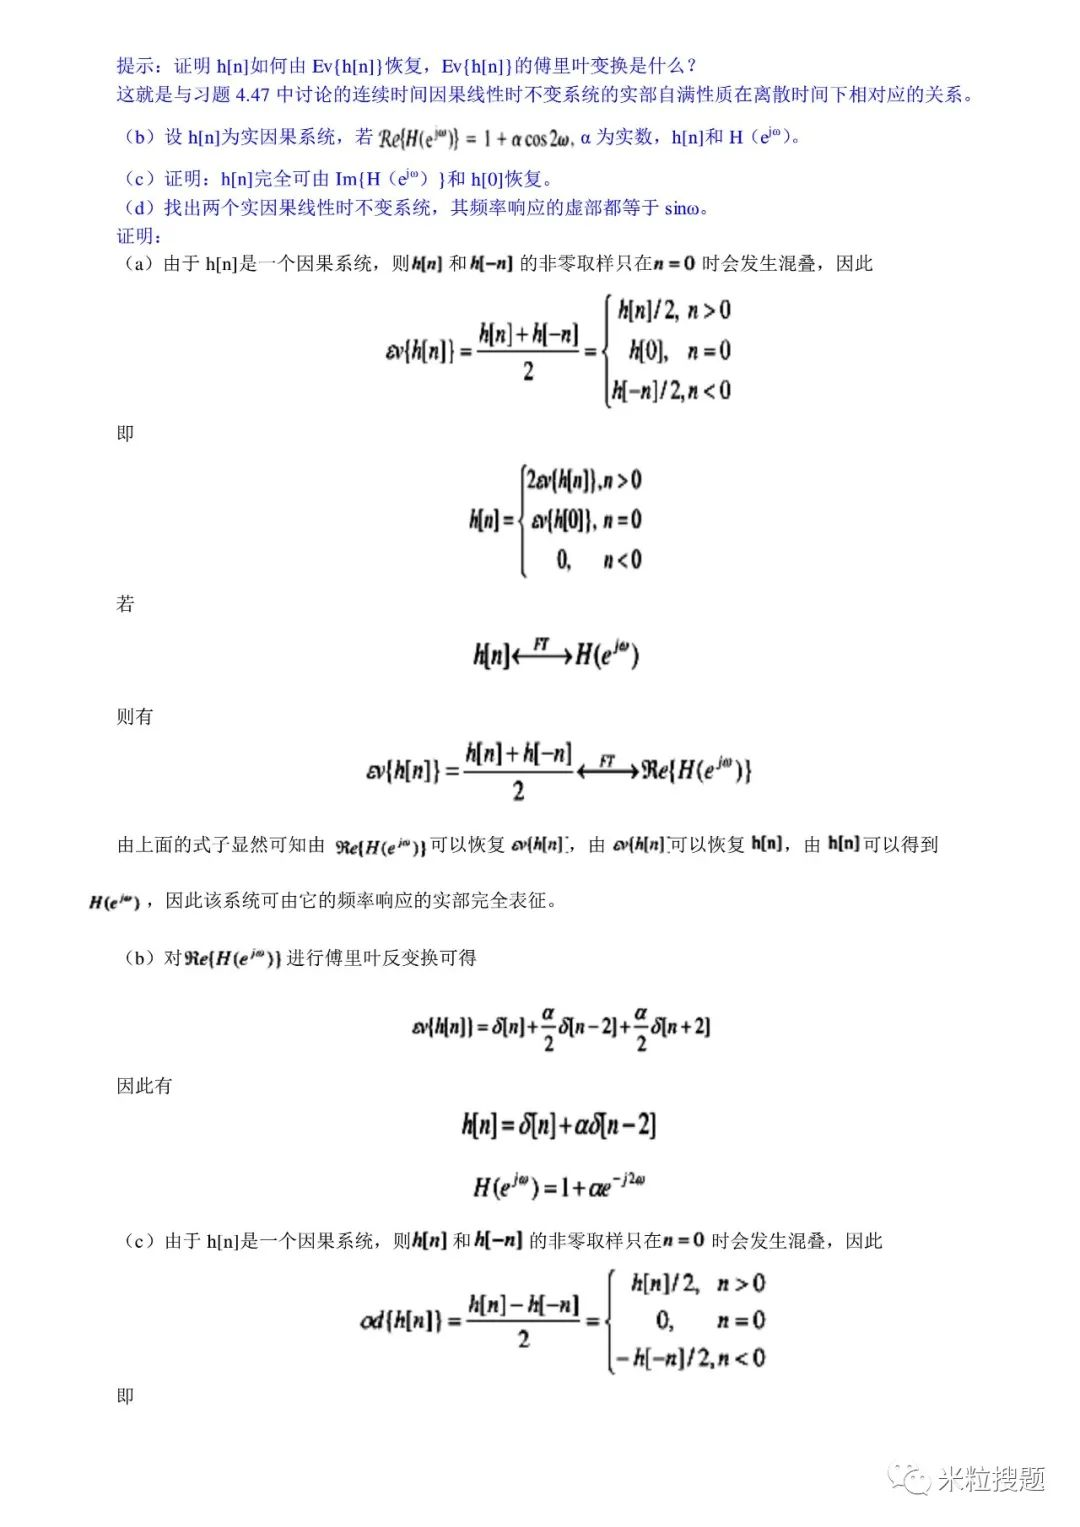 提示：证明 h[n]如何由 Ev{h[n]}恢复，Ev{h[n]}的傅里叶变换是什么？
这就是与习题 4.47 中讨论的连续时间因果线性时不变系统的实部自满性质在离散时间下相对应的关系。
（b）设 h[n]为实因果系统，若 Re{H(e^{jω})} = 1 + α cos 2ω, α 为实数，h[n]和 H（e^{jω}）。
（c）证明：h[n]完全可由 Im{H（e^{jω}）}和 h[0]恢复。
（d）找出两个实因果线性时不变系统，其频率响应的虚部都等于 sinω。
证明：
（a）由于 h[n]是一个因果系统，则h[n] 和 h[−n] 的非零取样只在n = 0 时会发生混叠，因此
εv{h[n]} = (h[n] + h[−n])/2 = { h[n]/2, n > 0
h[0], n = 0
h[−n]/2, n < 0
即
h[n] = { 2εv{h[n]}, n > 0
εv{h[0]}, n = 0
0, n < 0
若
h[n] ←FT→ H(e^{jω})
则有
εv{h[n]} = (h[n] + h[−n])/2 ←FT→ ℜe{H(e^{jω})}
由上面的式子显然可知由 ℜe{H(e^{jω})} 可以恢复 εv{h[n]}，由 εv{h[n]}可以恢复 h[n]，由 h[n] 可以得到
H(e^{jω})，因此该系统可由它的频率响应的实部完全表征。
（b）对ℜe{H(e^{jω})} 进行傅里叶反变换可得
εv{h[n]} = δ[n] + α/2 δ[n − 2] + α/2 δ[n + 2]
因此有
h[n] = δ[n] + αδ[n − 2]
H(e^{jω}) = 1 + αe^{−j2ω}
（c）由于 h[n]是一个因果系统，则h[n] 和 h[−n] 的非零取样只在n = 0 时会发生混叠，因此
od{h[n]} = (h[n] − h[−n])/2 = { h[n]/2, n > 0
0, n = 0
−h[−n]/2, n < 0
即
米粒搜题